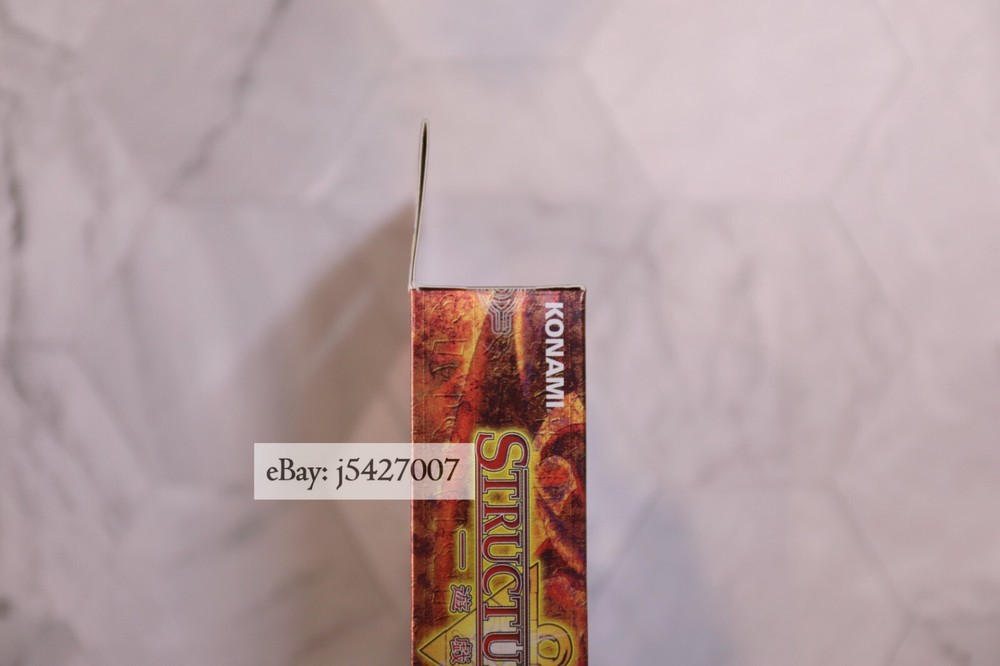 KONAMI
STRUCTU
遊戯
eBay: j5427007